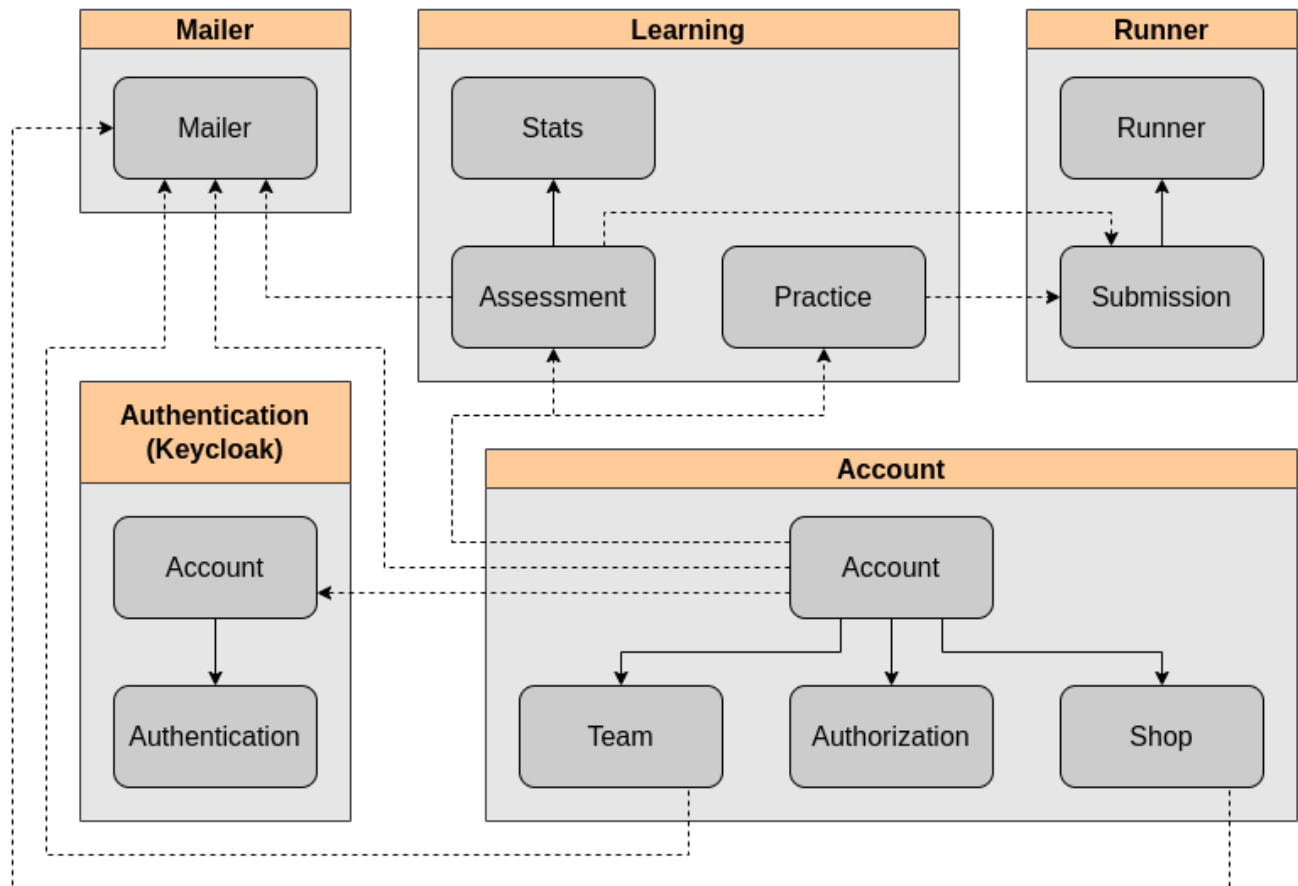 Mailer
Learning
Runner
Mailer
Stats
Runner
Assessment
Practice
Submission
Authentication
(Keycloak)
Account
Account
Account
Authentication
Team
Authorization
Shop